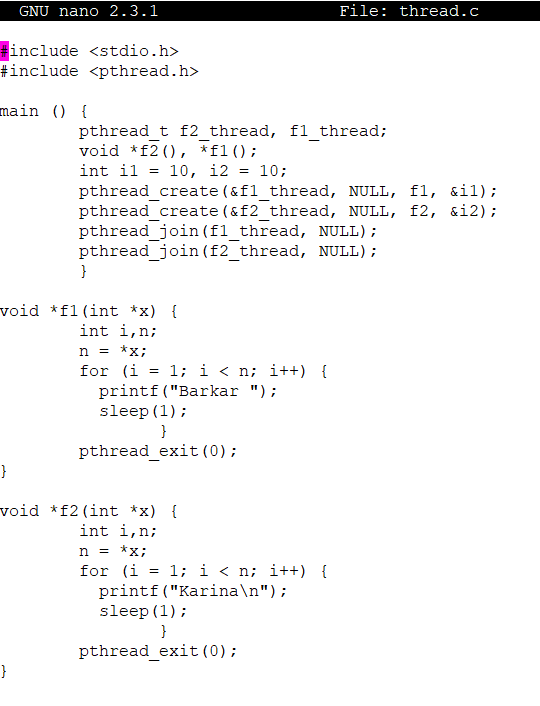 GNU nano 2.3.1 File: thread.c
#include <stdio.h>
#include <pthread.h>
main () {
pthread_t f2_thread, f1_thread;
void *f2(), *f1();
int i1 = 10, i2 = 10;
pthread_create(&f1_thread, NULL, f1, &i1);
pthread_create(&f2_thread, NULL, f2, &i2);
pthread_join(f1_thread, NULL);
pthread_join(f2_thread, NULL);
}
void *f1(int *x) {
int i,n;
n = *x;
for (i = 1; i < n; i++) {
printf("Barkar ");
sleep(1);
}
pthread_exit(0);
}
void *f2(int *x) {
int i,n;
n = *x;
for (i = 1; i < n; i++) {
printf("Karina\n");
sleep(1);
}
pthread_exit(0);
}